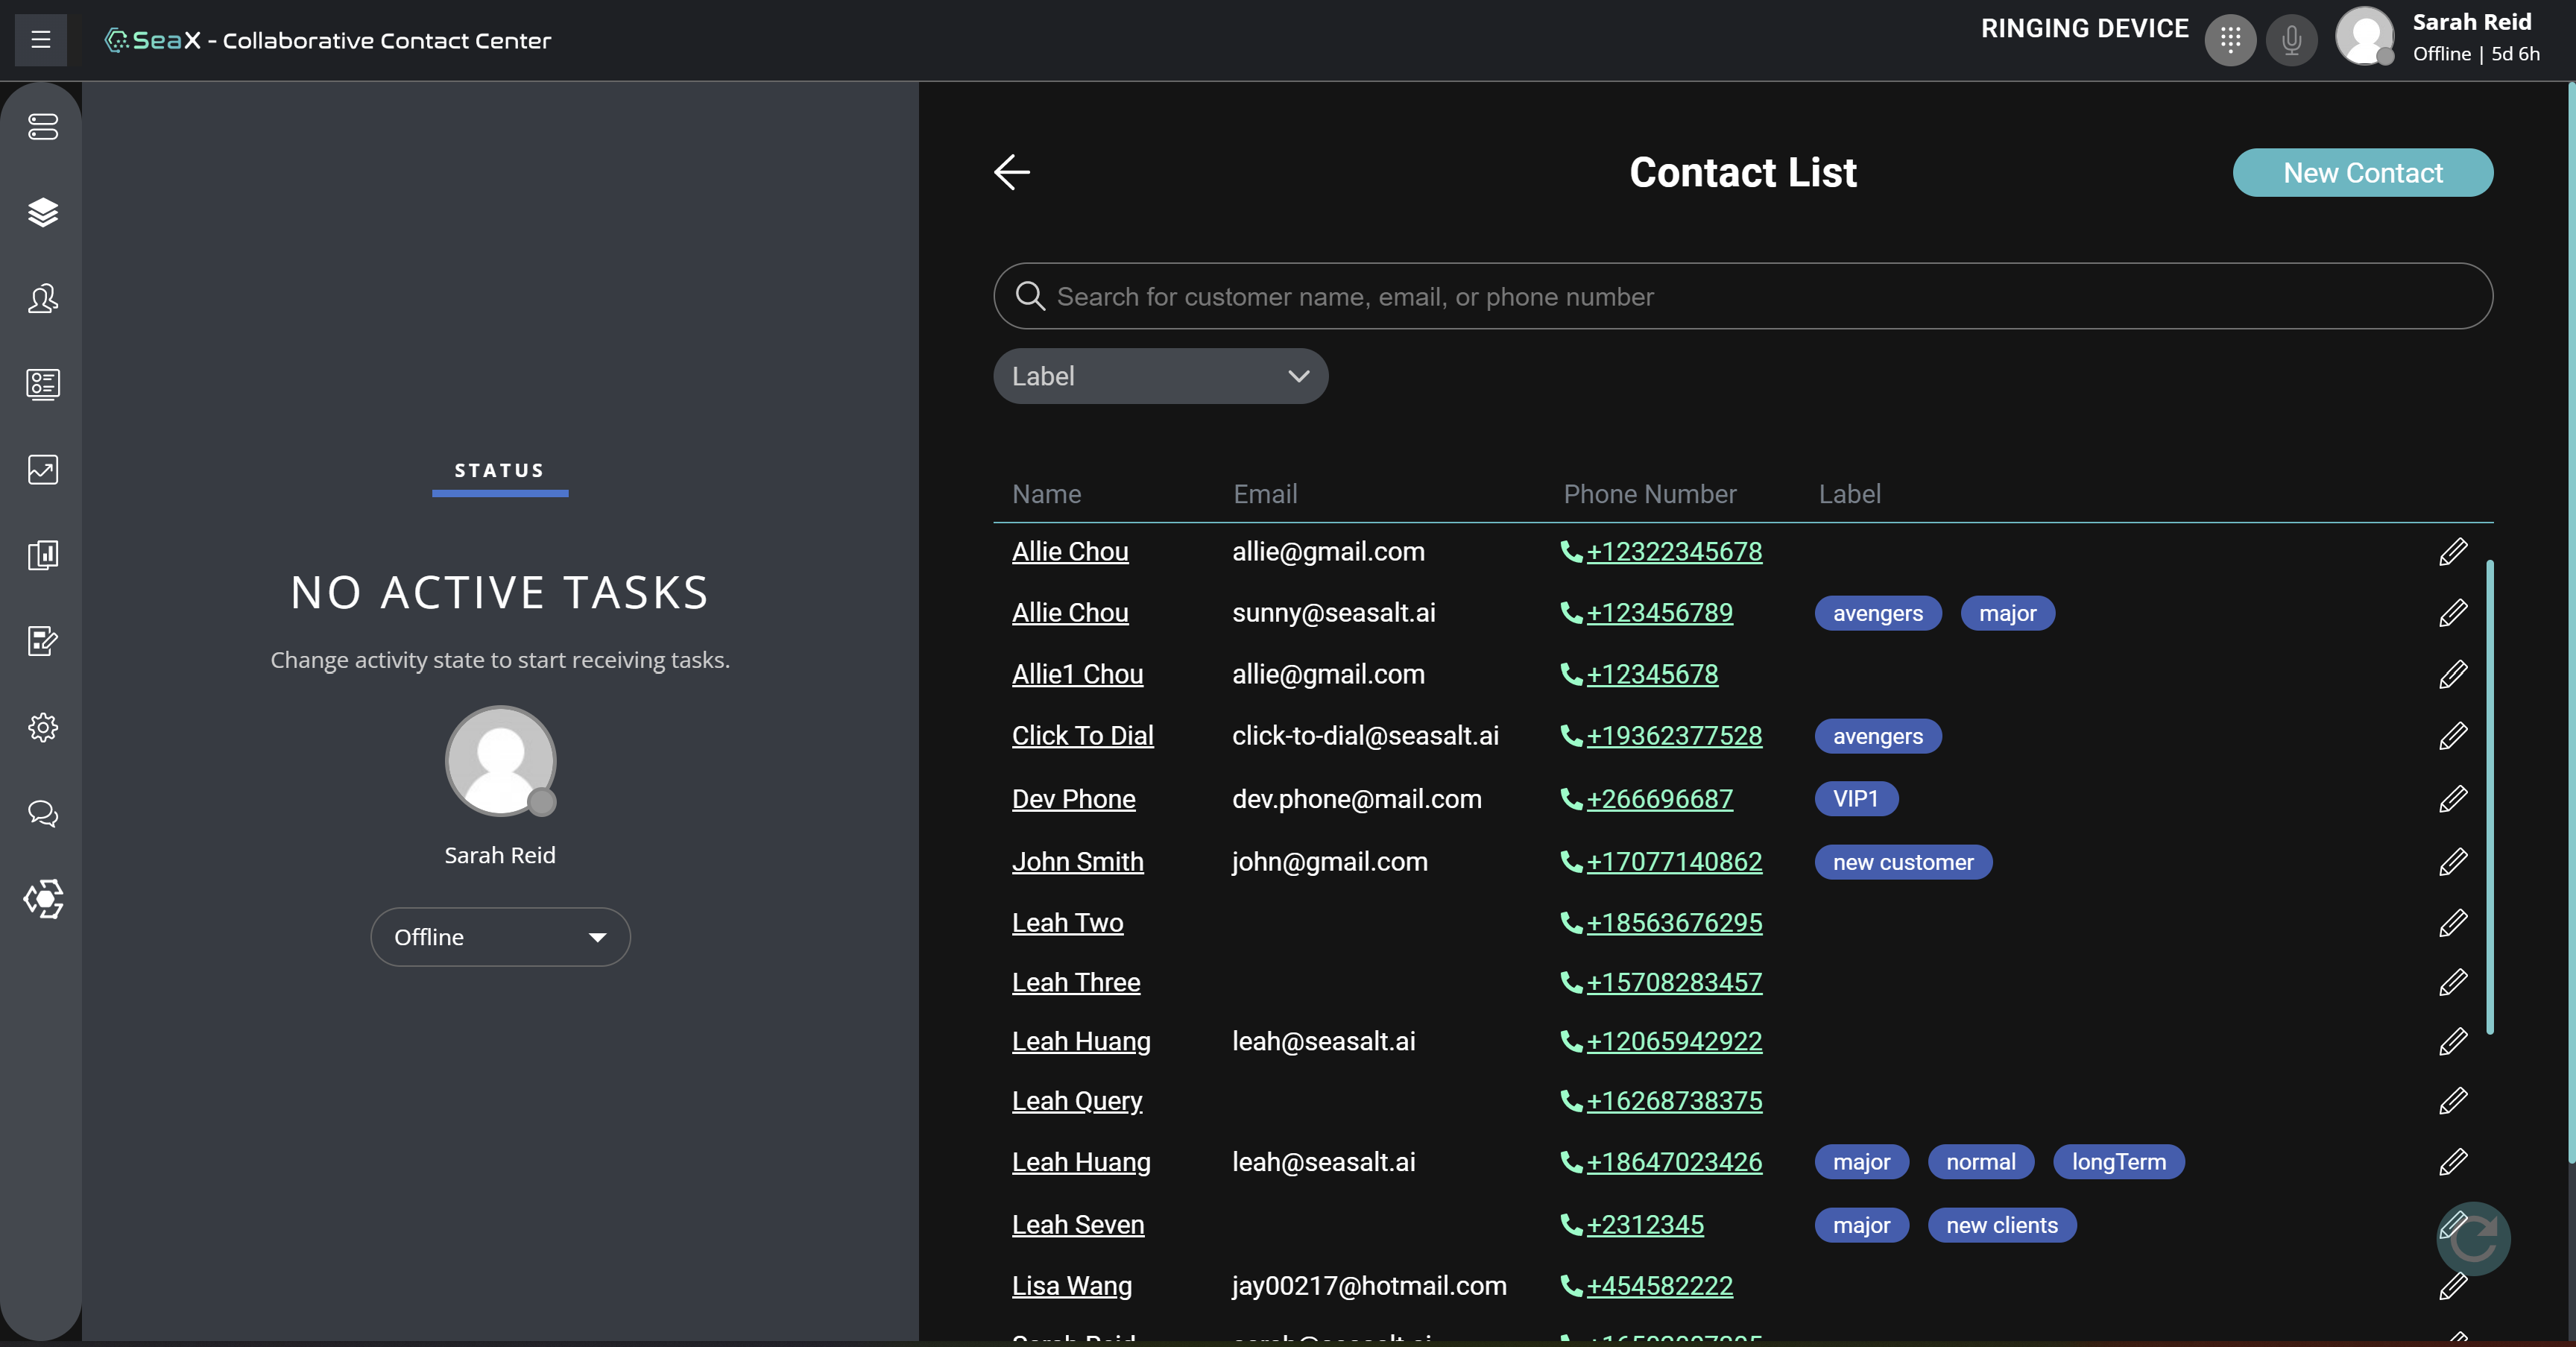 SeaX - Collaborative Contact Center
RINGING DEVICE
Sarah Reid
Offline | 5d 6h
STATUS
NO ACTIVE TASKS
Change activity state to start receiving tasks.
Sarah Reid
Offline
Contact List
New Contact
Search for customer name, email, or phone number
Label
Name Email Phone Number Label
Allie Chou allie@gmail.com +12322345678
Allie Chou sunny@seasalt.ai +123456789 avengers major
Allie1 Chou allie@gmail.com +12345678
Click To Dial click-to-dial@seasalt.ai +19362377528 avengers
Dev Phone dev.phone@mail.com +266696687 VIP1
John Smith john@gmail.com +17077140862 new customer
Leah Two +18563676295
Leah Three +15708283457
Leah Huang leah@seasalt.ai +12065942922
Leah Query +16268738375
Leah Huang leah@seasalt.ai +18647023426 major normal longTerm
Leah Seven +2312345 major new clients
Lisa Wang jay00217@hotmail.com +454582222
Sarah Reid sarah@seasalt.ai